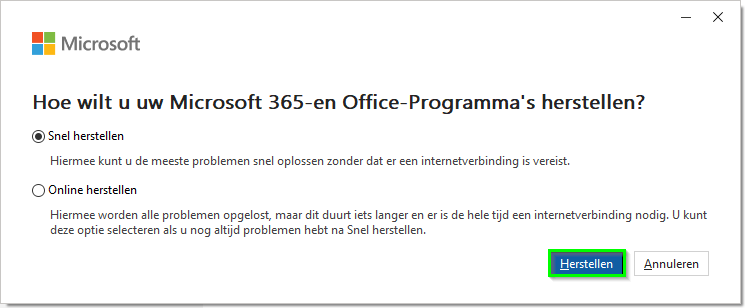 Microsoft
Hoe wilt u uw Microsoft 365-en Office-Programma's herstellen?
Snel herstellen
Hiermee kunt u de meeste problemen snel oplossen zonder dat er een internetverbinding is vereist.
Online herstellen
Hiermee worden alle problemen opgelost, maar dit duurt iets langer en er is de hele tijd een internetverbinding nodig. U kunt
deze optie selecteren als u nog altijd problemen hebt na Snel herstellen.
Herstellen
Annuleren